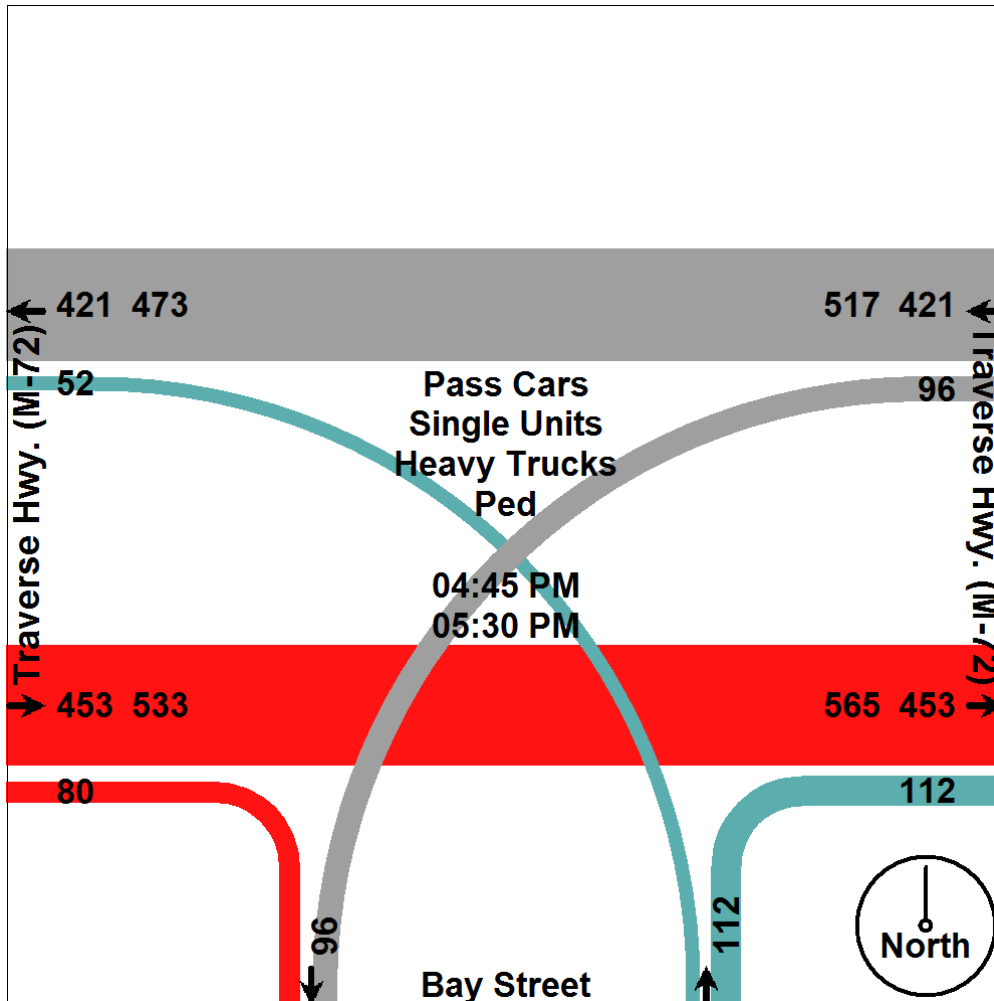 421 473
517 421
Traverse Hwy. (M-72)
Traverse Hwy. (M-72)
52
96
Pass Cars
Single Units
Heavy Trucks
Ped
04:45 PM
05:30 PM
453 533
565 453
80
112
96
112
North
Bay Street